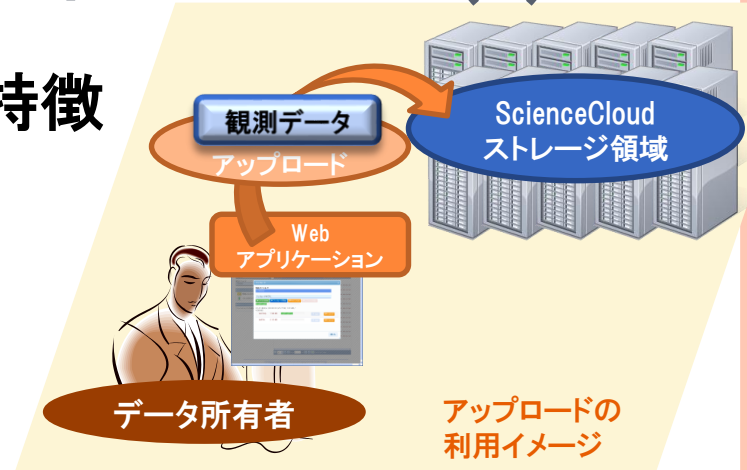 特徴
観測データ
アップロード
ScienceCloud
ストレージ領域
Web
アプリケーション
データ所有者
アップロードの
利用イメージ